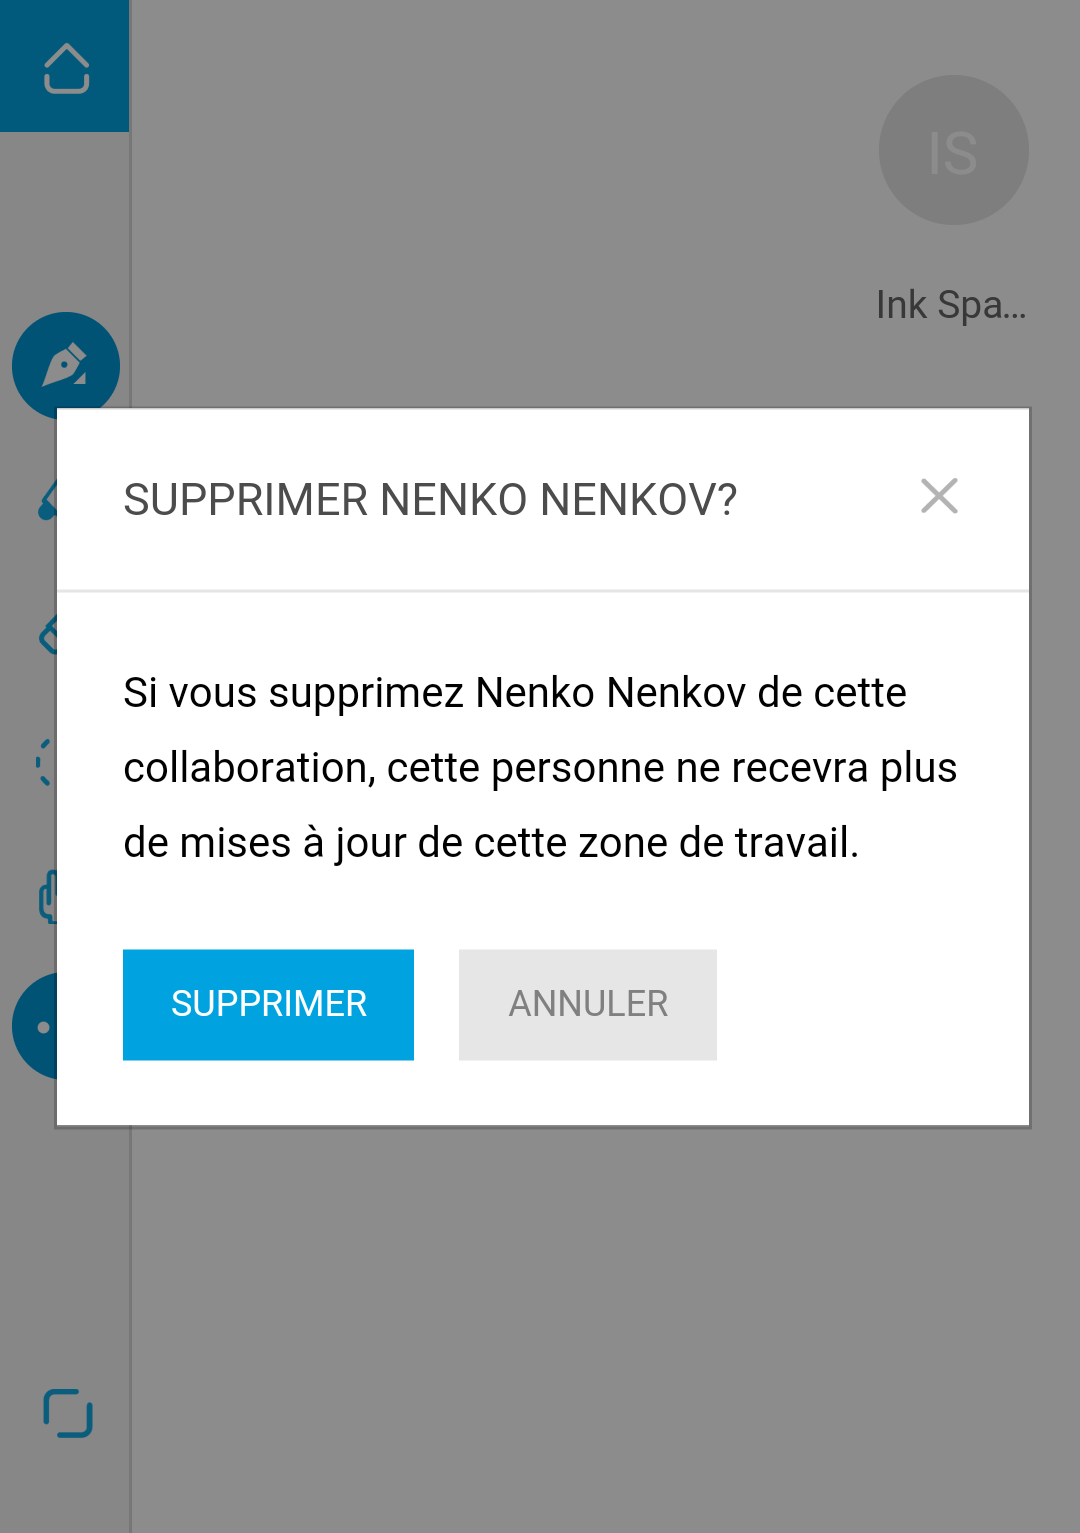 IS
Ink Spa...
SUPPRIMER NENKO NENKOV?
Si vous supprimez Nenko Nenkov de cette
collaboration, cette personne ne recevra plus
de mises à jour de cette zone de travail.
SUPPRIMER
ANNULER